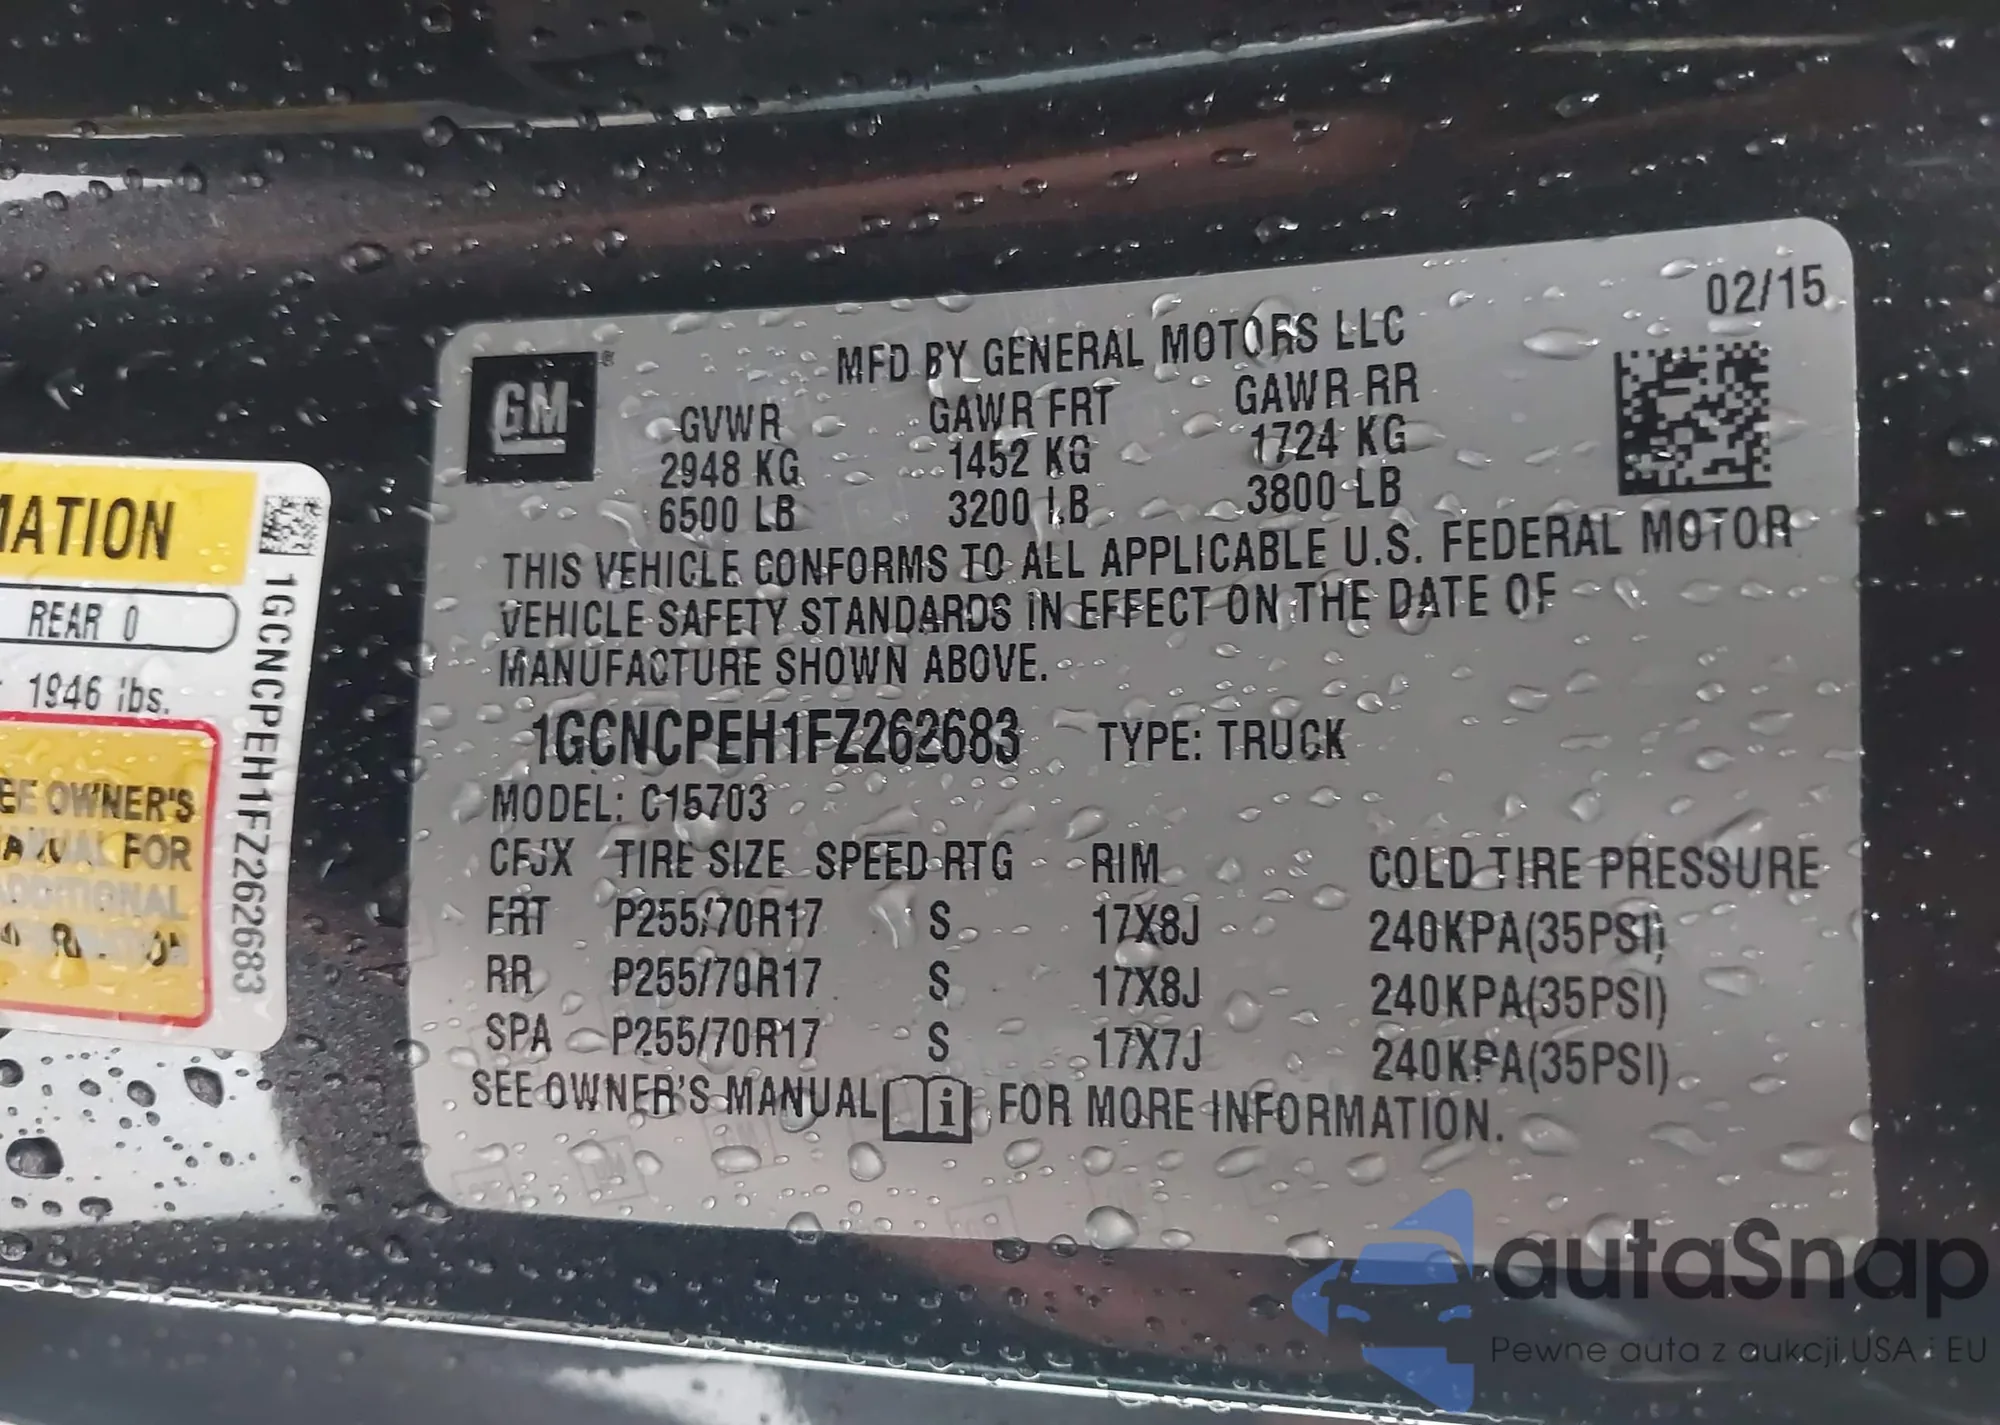 MATION
REAR 0
1946 lbs.
OWNER'S
FOR
ADDITIONAL
1GCNCPEH1FZ262683
02/15
GM
MFD BY GENERAL MOTORS LLC
GVWR GAWR FRT GAWR RR
2948 KG 1452 KG 1724 KG
6500 LB 3200 LB 3800 LB
THIS VEHICLE CONFORMS TO ALL APPLICABLE U.S. FEDERAL MOTOR
VEHICLE SAFETY STANDARDS IN EFFECT ON THE DATE OF
MANUFACTURE SHOWN ABOVE.
1GCNCPEH1FZ262683 TYPE: TRUCK
MODEL: C15703
CFJX TIRE SIZE SPEED RTG RIM COLD TIRE PRESSURE
FRT P255/70R17 S 17X8J 240KPA(35PSI)
RR P255/70R17 S 17X8J 240KPA(35PSI)
SPA P255/70R17 S 17X7J 240KPA(35PSI)
SEE OWNER'S MANUAL i FOR MORE INFORMATION.
autaSnap
Pewne auta z aukcji USA i EU